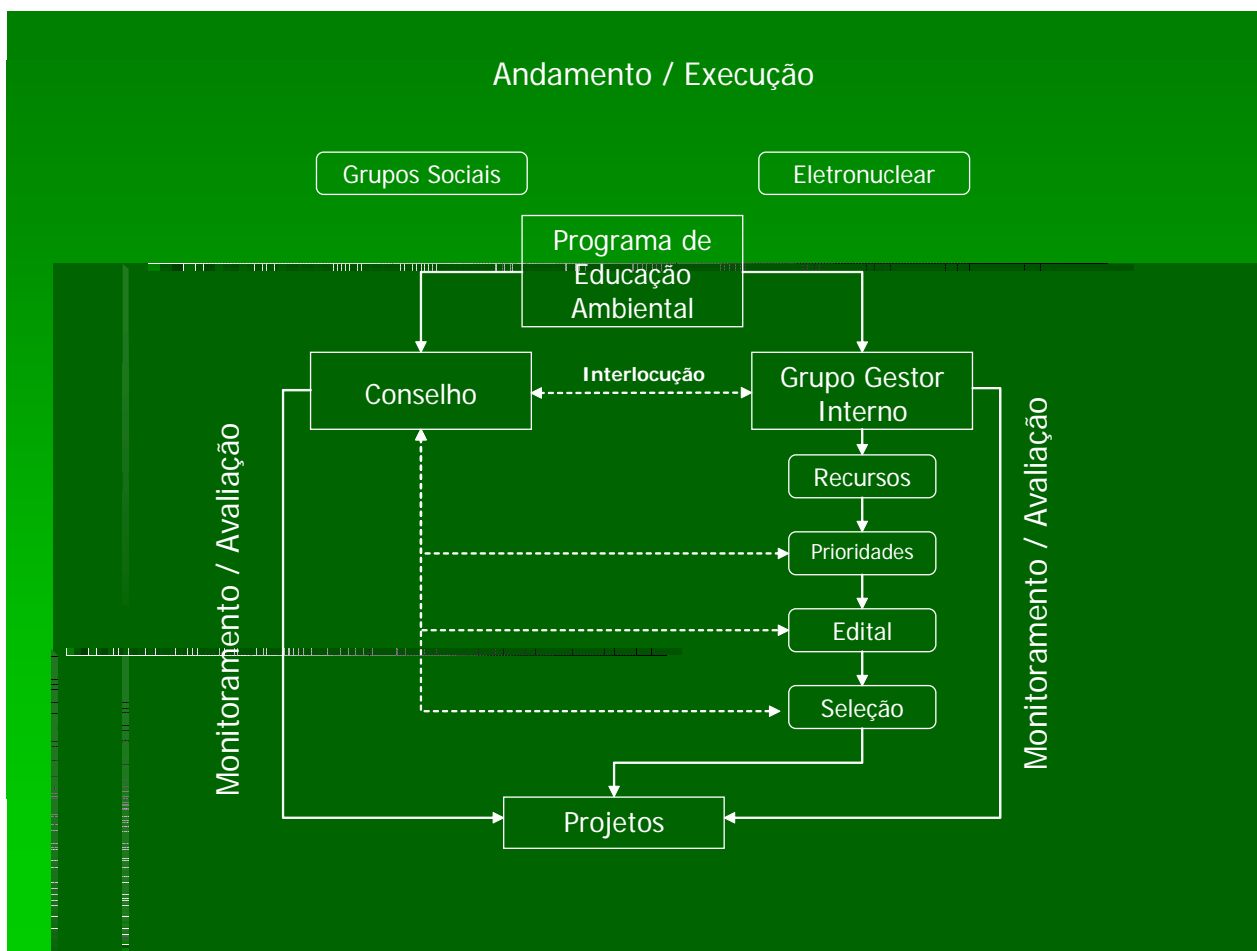 Andamento / Execução
Grupos Sociais
Eletronuclear
Programa de
Educação
Ambiental
Conselho
Interlocução
Grupo Gestor
Interno
Recursos
Prioridades
Edital
Seleção
Projetos
Monitoramento / Avaliação
Monitoramento / Avaliação